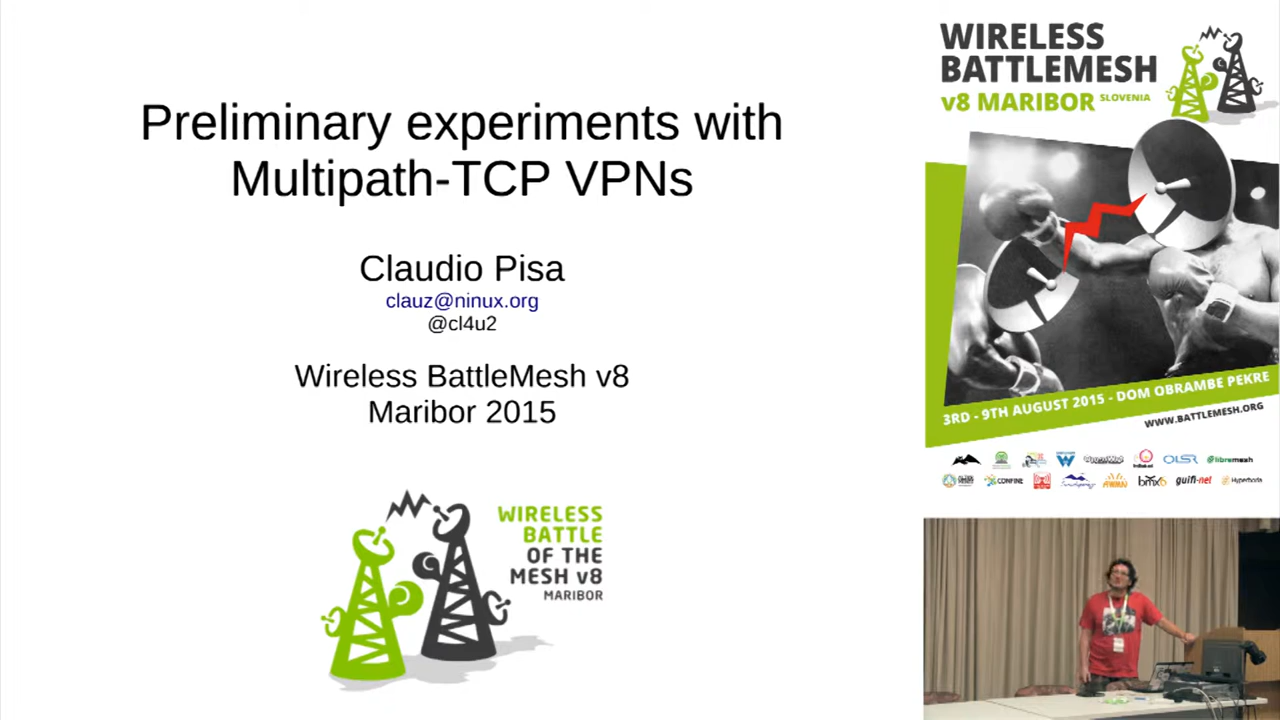 Preliminary experiments with
Multipath-TCP VPNs
Claudio Pisa
clauz@ninux.org
@cl4u2
Wireless BattleMesh v8
Maribor 2015
WIRELESS
BATTLE
OF THE
MESH v8
MARIBOR
WIRELESS
BATTLEMESH
v8 MARIBOR SLOVENIA
3RD - 9TH AUGUST 2015 - DOM OBRAMBE PEKRE
WWW.BATTLEMESH.ORG
OLSR
libremesh
CONFINE
bmx6
guifi·net
Hyperboria